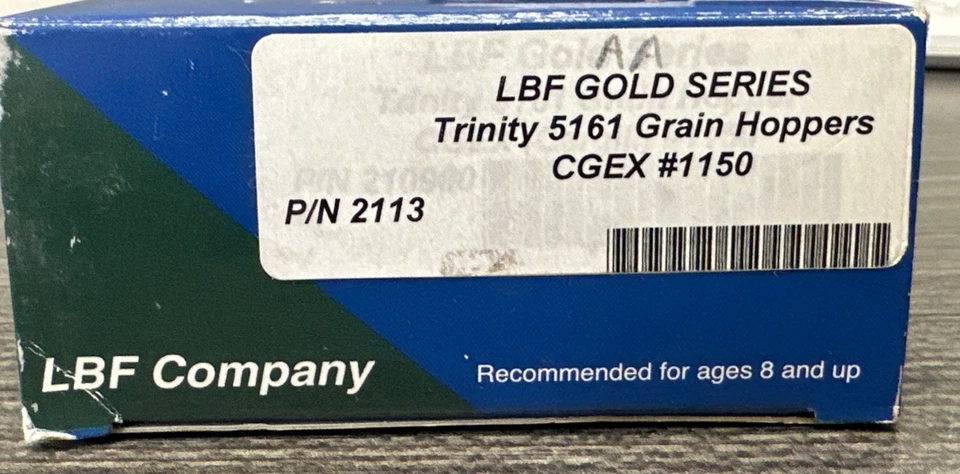 AA
LBF GOLD SERIES
Trinity 5161 Grain Hoppers
CGEX #1150
P/N 2113
LBF Company
Recommended for ages 8 and up